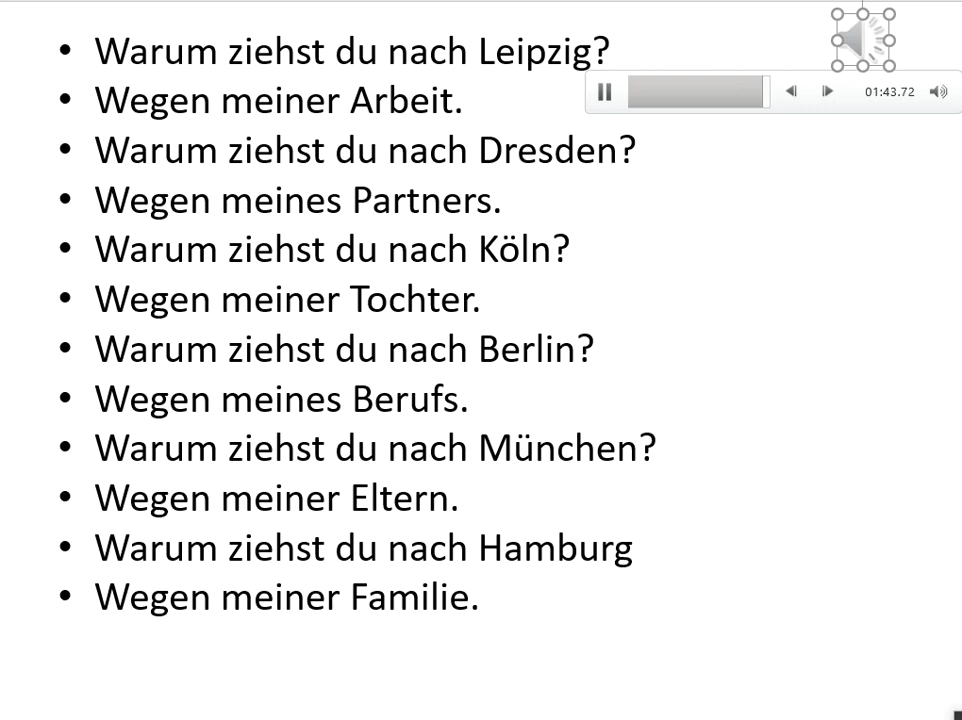 • Warum ziehst du nach Leipzig?
• Wegen meiner Arbeit.
01:43.72
• Warum ziehst du nach Dresden?
• Wegen meines Partners.
• Warum ziehst du nach Köln?
• Wegen meiner Tochter.
• Warum ziehst du nach Berlin?
• Wegen meines Berufs.
• Warum ziehst du nach München?
• Wegen meiner Eltern.
• Warum ziehst du nach Hamburg
• Wegen meiner Familie.